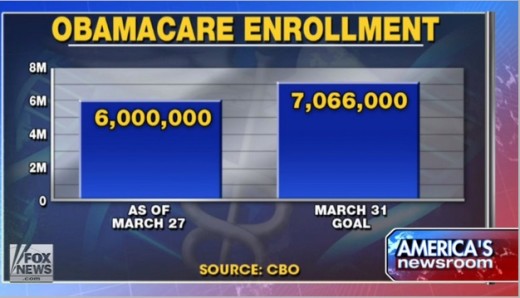 OBAMACARE ENROLLMENT
8M
6M
4M
2M
0
6,000,000
7,066,000
AS OF
MARCH 27
MARCH 31
GOAL
SOURCE: CBO
FOX
NEWS
.com
AMERICA'S
newsroom